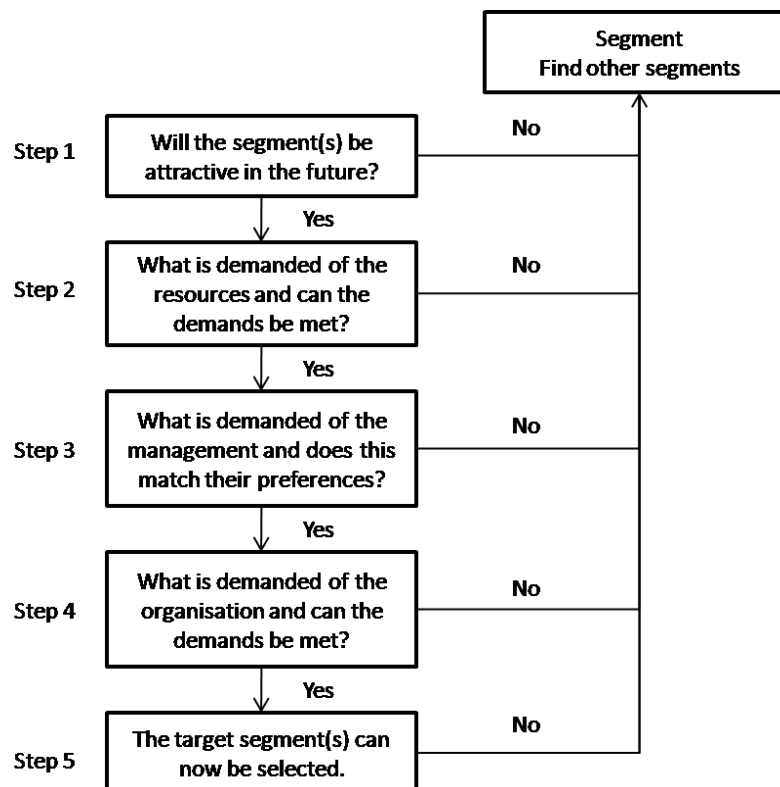 Segment
Find other segments
Step 1
Will the segment(s) be
attractive in the future?
No
Yes
Step 2
What is demanded of the
resources and can the
demands be met?
No
Yes
Step 3
What is demanded of the
management and does this
match their preferences?
No
Yes
Step 4
What is demanded of the
organisation and can the
demands be met?
No
Yes
Step 5
The target segment(s) can
now be selected.
No